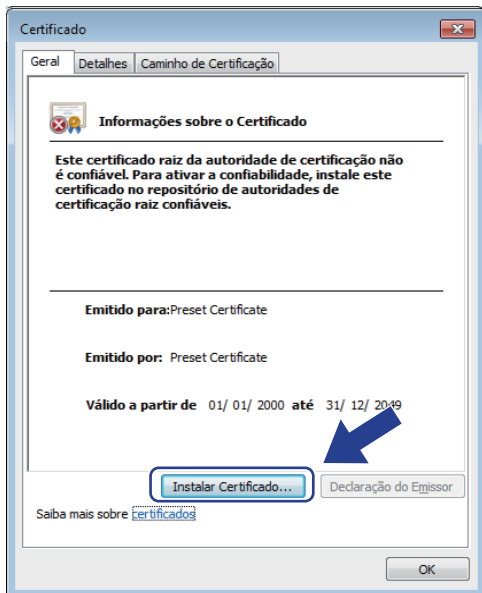 Certificado
Geral Detalhes Caminho de Certificação
Informações sobre o Certificado
Este certificado raiz da autoridade de certificação não
é confiável. Para ativar a confiabilidade, instale este
certificado no repositório de autoridades de
certificação raiz confiáveis.
Emitido para:Preset Certificate
Emitido por: Preset Certificate
Válido a partir de 01/ 01/ 2000 até 31/ 12/ 2049
Instalar Certificado... Declaração do Emissor
Saiba mais sobre certificados
OK